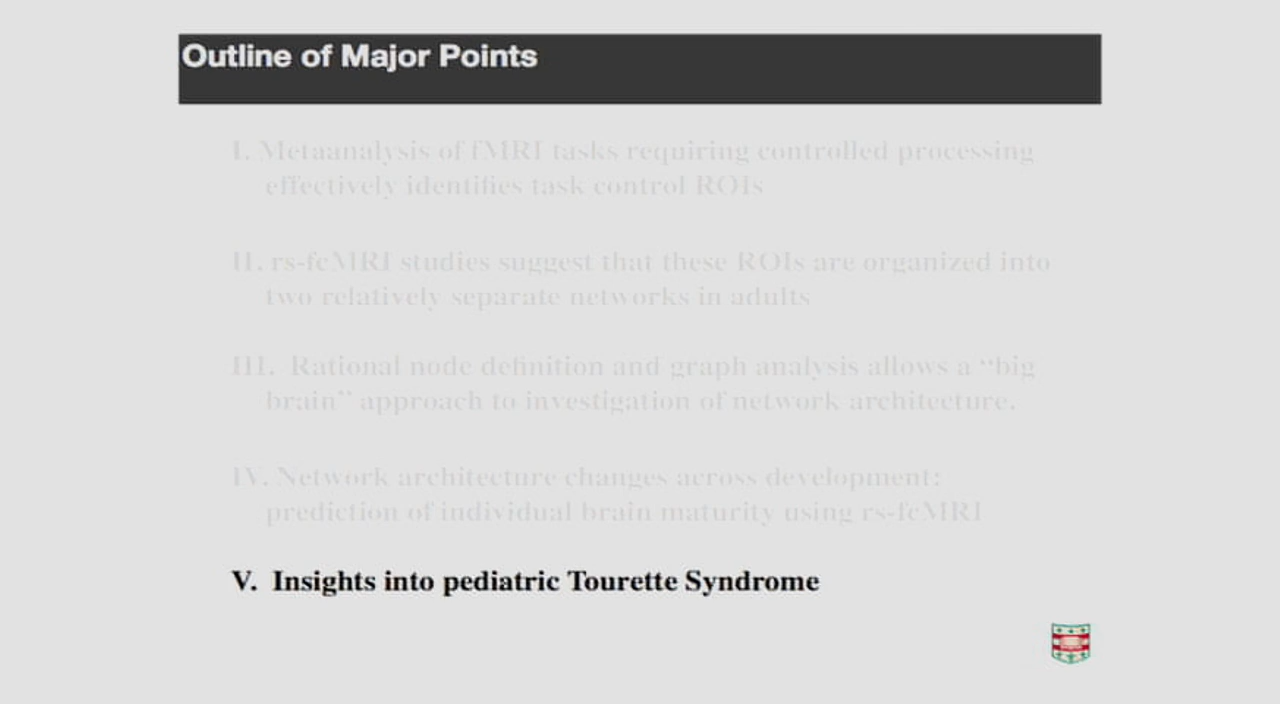 Outline of Major Points
I. Metaanalysis of fMRI tasks requiring controlled processing
effectively identifies task control ROIs
II. rs-fcMRI studies suggest that these ROIs are organized into
two relatively separate networks in adults
III. Rational node definition and graph analysis allows a “big
brain” approach to investigation of network architecture.
IV. Network architecture changes across development:
prediction of individual brain maturity using rs-fcMRI
V. Insights into pediatric Tourette Syndrome